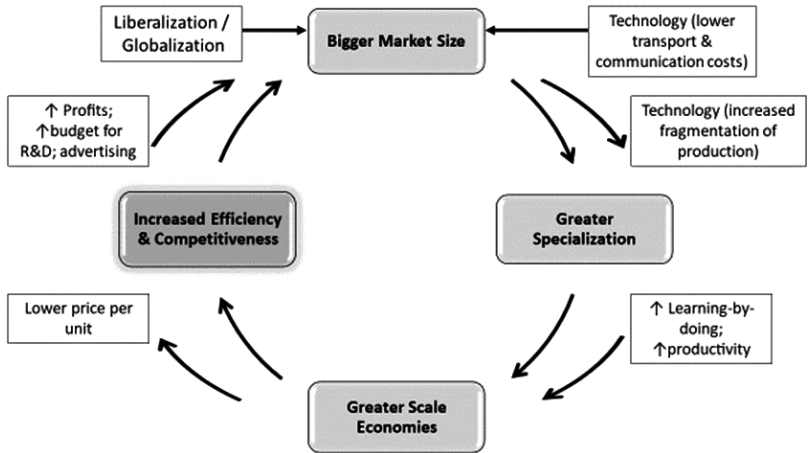 Liberalization /
Globalization
Bigger Market Size
Technology (lower
transport &
communication costs)
↑ Profits;
↑budget for
R&D; advertising
Technology (increased
fragmentation of
production)
Increased Efficiency
& Competitiveness
Greater
Specialization
Lower price per
unit
↑ Learning-by-
doing;
↑productivity
Greater Scale
Economies